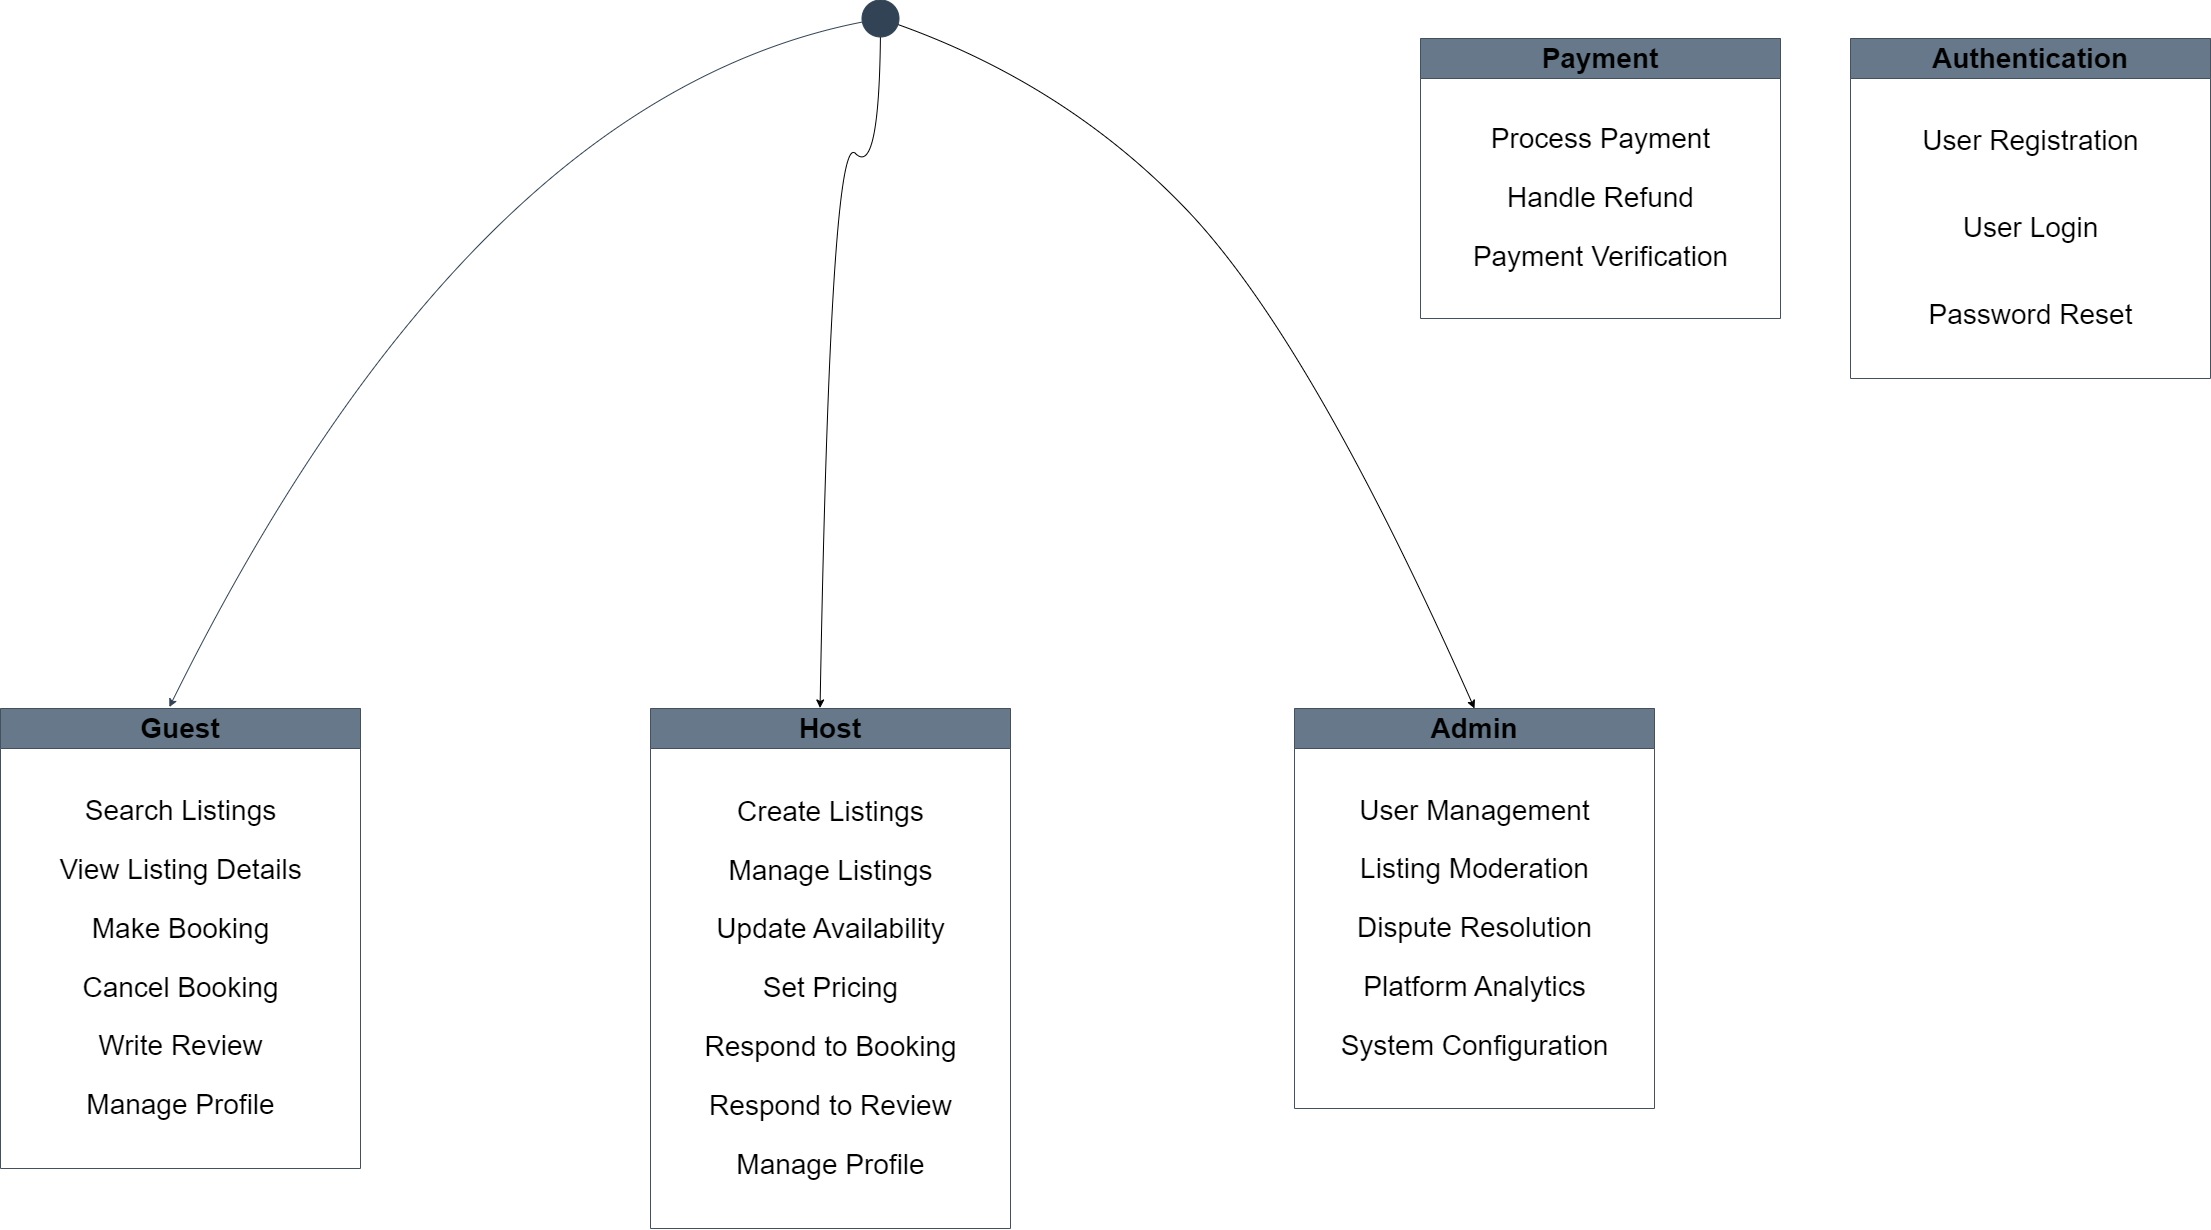 Payment
Process Payment
Handle Refund
Payment Verification
Authentication
User Registration
User Login
Password Reset
Guest
Search Listings
View Listing Details
Make Booking
Cancel Booking
Write Review
Manage Profile
Host
Create Listings
Manage Listings
Update Availability
Set Pricing
Respond to Booking
Respond to Review
Manage Profile
Admin
User Management
Listing Moderation
Dispute Resolution
Platform Analytics
System Configuration